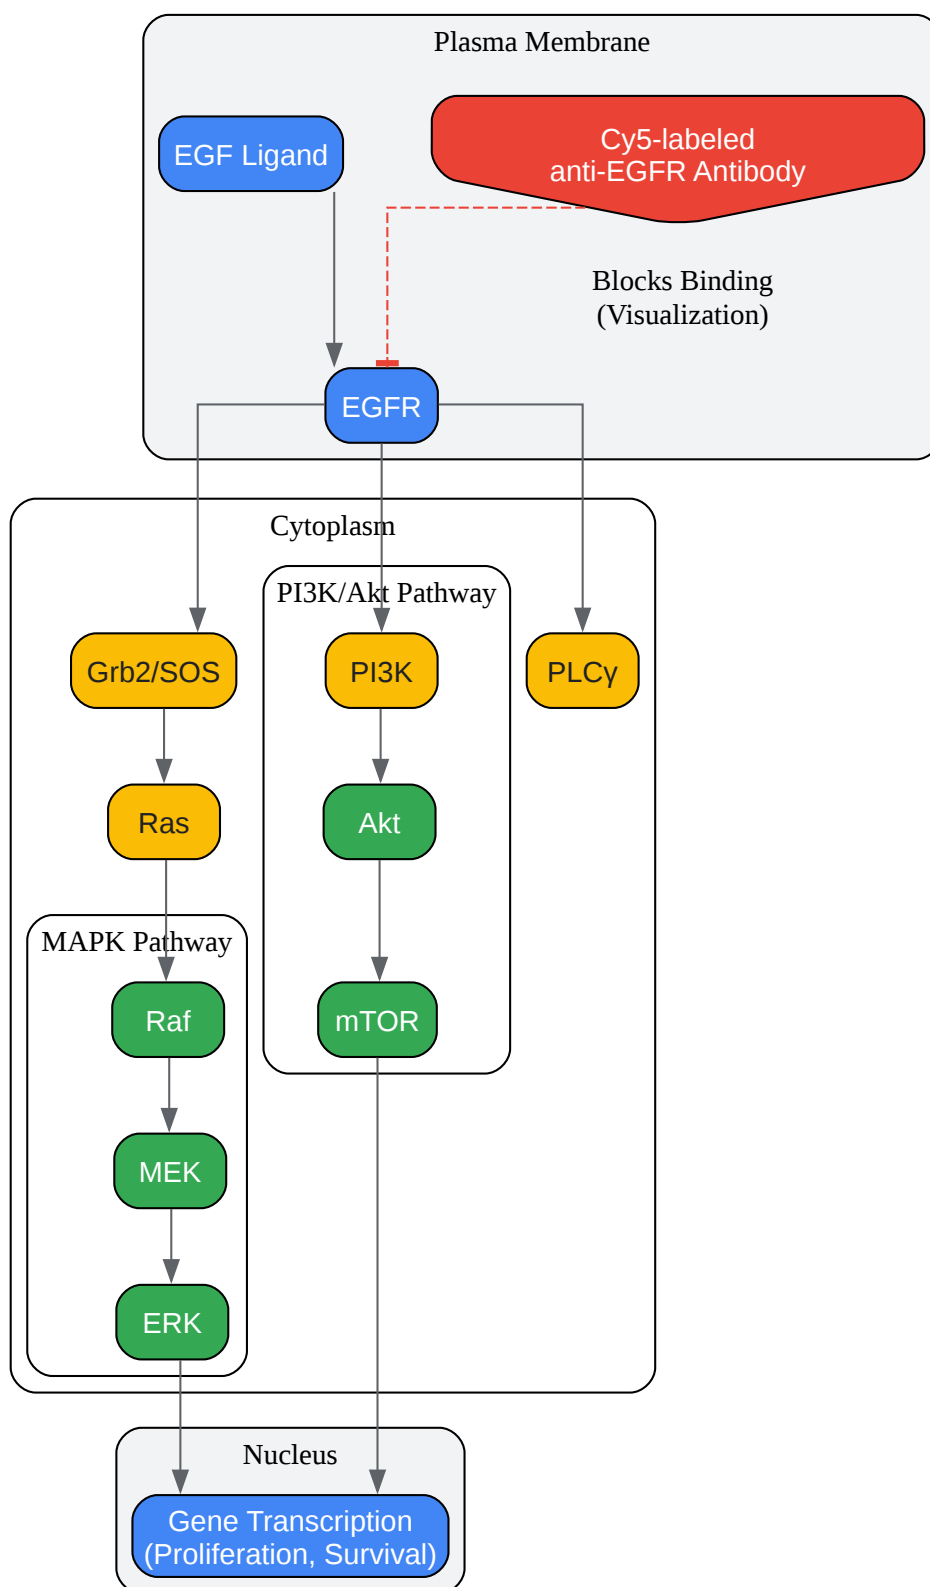 Plasma Membrane
EGF Ligand
Cy5-labeled
anti-EGFR Antibody
Blocks Binding
(Visualization)
EGFR
Cytoplasm
PI3K/Akt Pathway
Grb2/SOS
PI3K
PLCγ
Ras
Akt
MAPK Pathway
Raf
mTOR
MEK
ERK
Nucleus
Gene Transcription
(Proliferation, Survival)